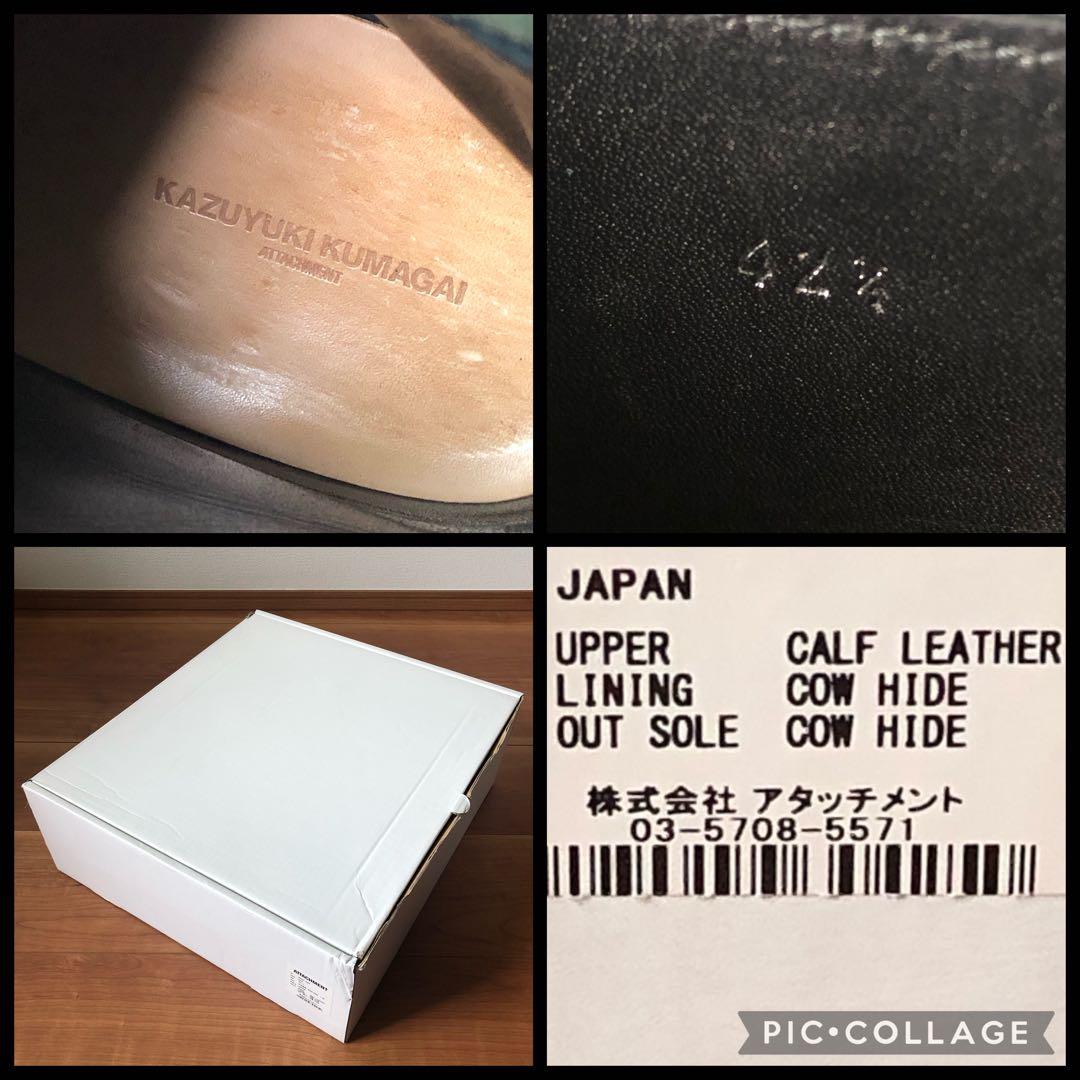 KAZUYUKI KUMAGAI
ATTACHMENT
42½
ATTACHMENT
JAPAN
UPPER CALF LEATHER
LINING COW HIDE
OUT SOLE COW HIDE
株式会社 アタッチメント
03-5708-5571
PIC•COLLAGE